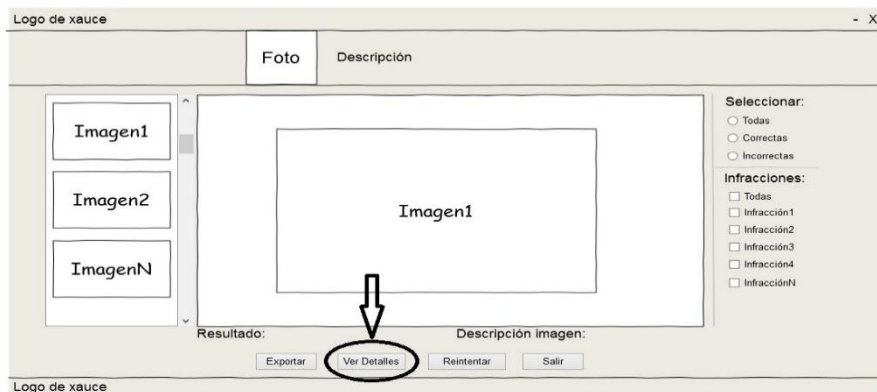 Logo de xauce - X
Foto Descripción
Imagen1
Imagen2
ImagenN
Imagen1
Seleccionar:
Todas
Correctas
Incorrectas
Infracciones:
Todas
Infracción1
Infracción2
Infracción3
Infracción4
InfracciónN
Resultado: Descripción imagen:
Exportar Ver Detalles Reintentar Salir
Logo de xauce